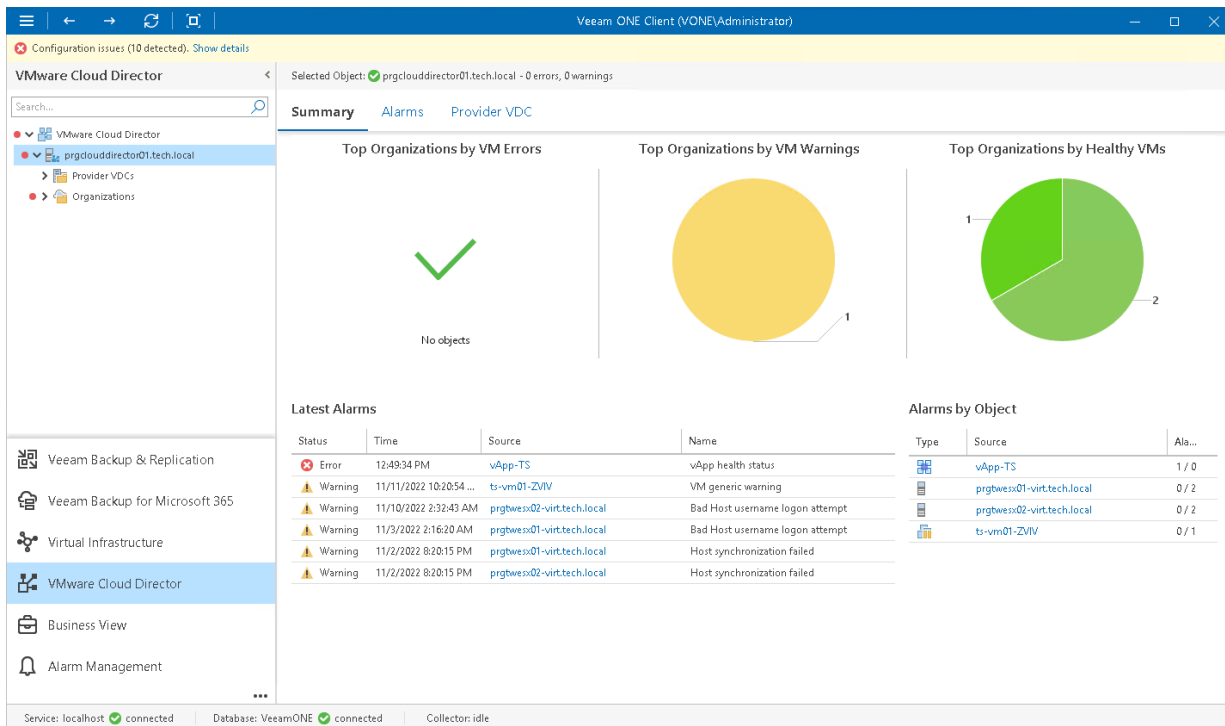 Veeam ONE Client (VONE\Administrator)
Configuration issues (10 detected). Show details
VMware Cloud Director
Search...
VMware Cloud Director
prgclouddirector01.tech.local
Provider VDCs
Organizations
Veeam Backup & Replication
Veeam Backup for Microsoft 365
Virtual Infrastructure
VMware Cloud Director
Business View
Alarm Management
Selected Object: prgclouddirector01.tech.local - 0 errors, 0 warnings
Summary Alarms Provider VDC
Top Organizations by VM Errors
No objects
Top Organizations by VM Warnings
1
Top Organizations by Healthy VMs
1
2
Latest Alarms
Status Time Source Name
Error 12:49:34 PM vApp-TS vApp health status
Warning 11/11/2022 10:20:54 ... ts-vm01-ZVIV VM generic warning
Warning 11/10/2022 2:32:43 AM prgtwesx02-virt.tech.local Bad Host username logon attempt
Warning 11/3/2022 2:16:20 AM prgtwesx01-virt.tech.local Bad Host username logon attempt
Warning 11/2/2022 8:20:15 PM prgtwesx01-virt.tech.local Host synchronization failed
Warning 11/2/2022 8:20:15 PM prgtwesx02-virt.tech.local Host synchronization failed
Alarms by Object
Type Source Ala...
vApp-TS 1 / 0
prgtwesx01-virt.tech.local 0 / 2
prgtwesx02-virt.tech.local 0 / 2
ts-vm01-ZVIV 0 / 1
Service: localhost connected Database: VeeamONE connected Collector: idle